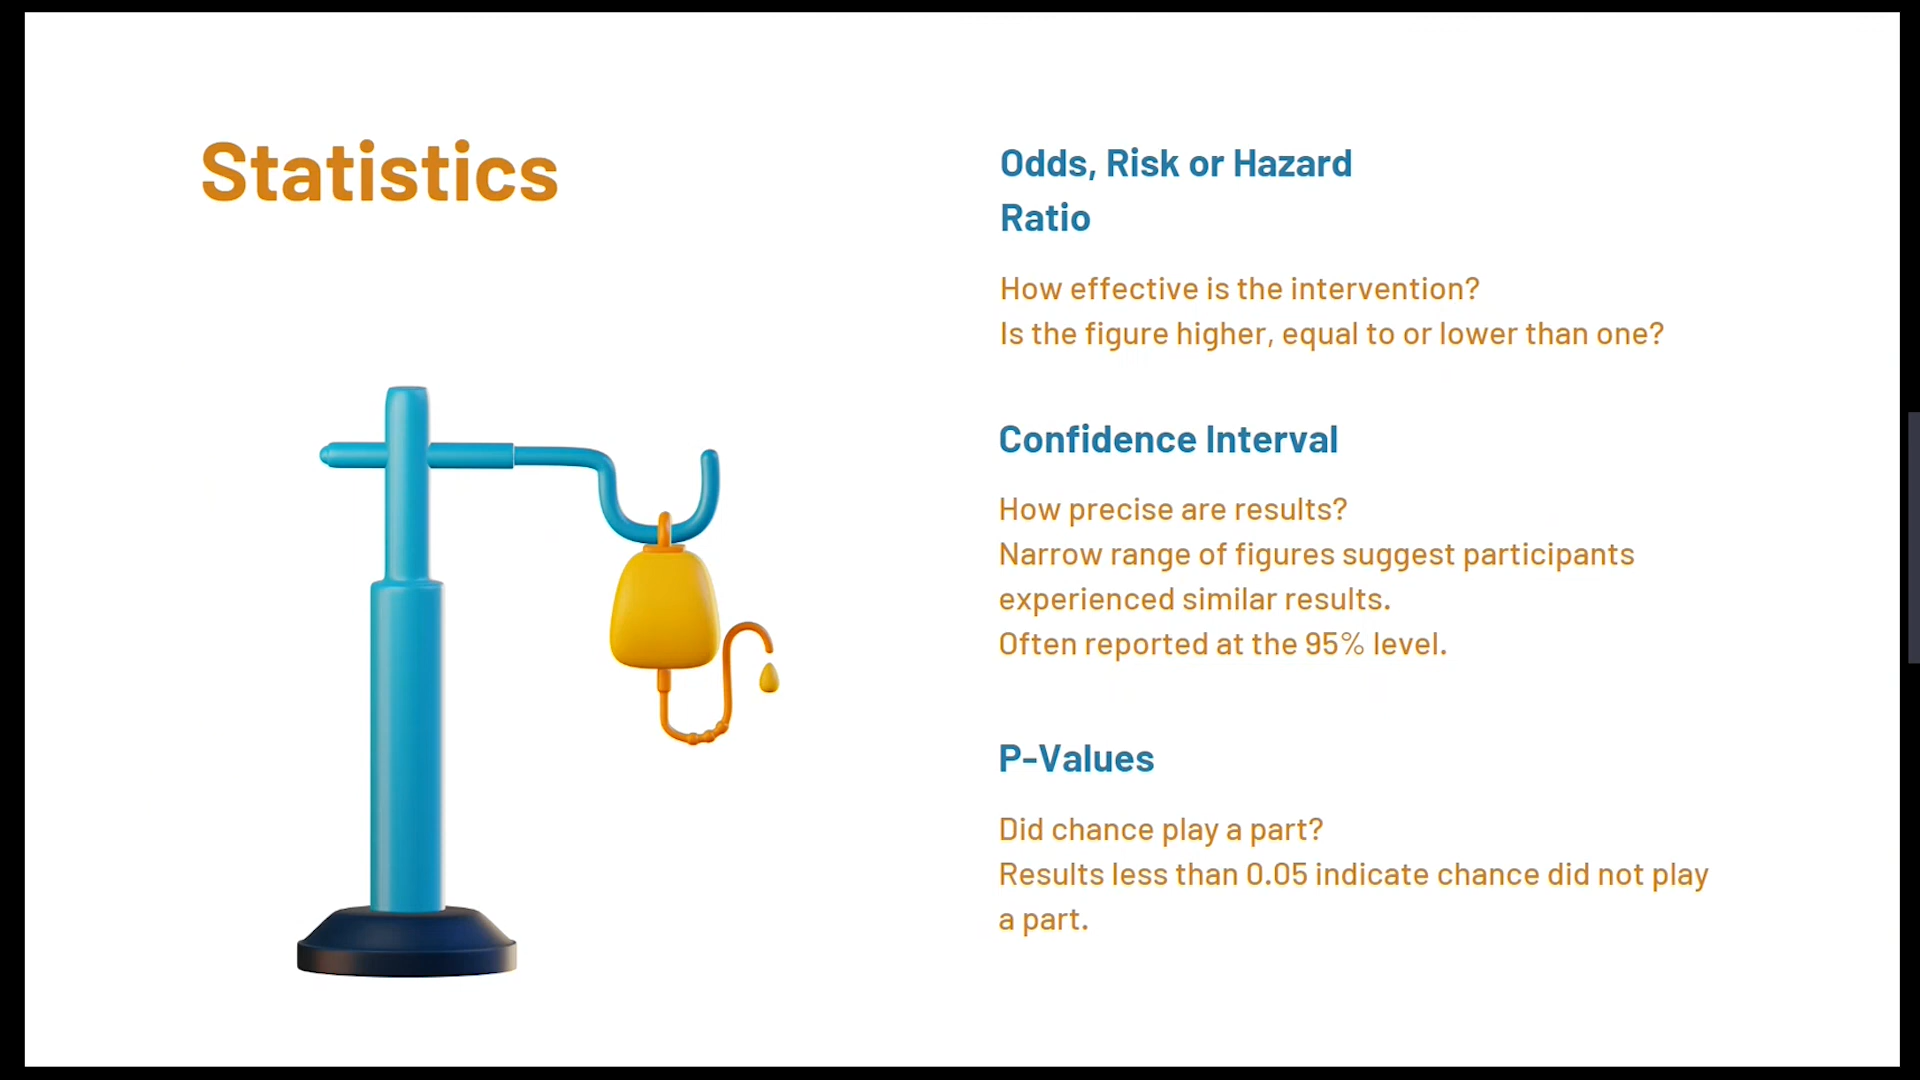 Statistics
Odds, Risk or Hazard
Ratio
How effective is the intervention?
Is the figure higher, equal to or lower than one?
Confidence Interval
How precise are results?
Narrow range of figures suggest participants
experienced similar results.
Often reported at the 95% level.
P-Values
Did chance play a part?
Results less than 0.05 indicate chance did not play
a part.